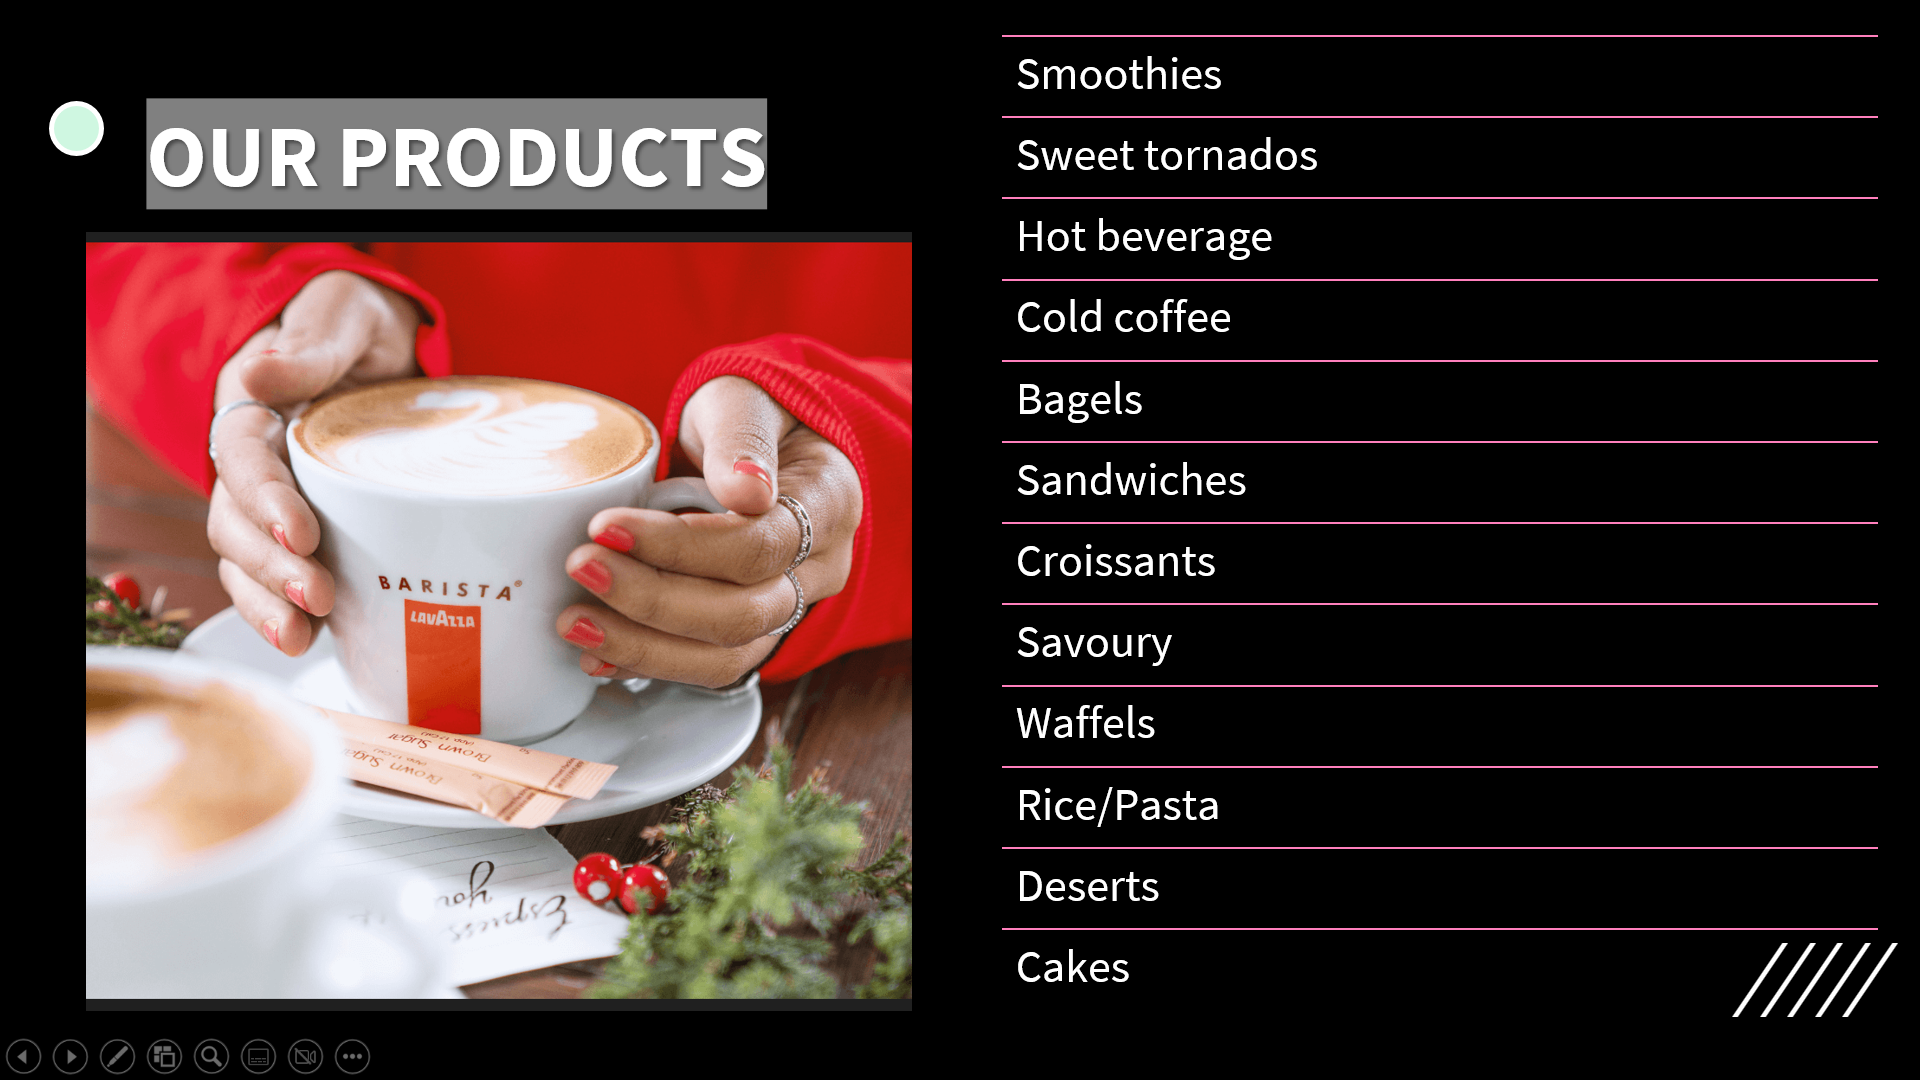 OUR PRODUCTS
BARISTA®
LAVAZZA
Brown Sugar
Brown Sugar
you
Espress
Smoothies
Sweet tornados
Hot beverage
Cold coffee
Bagels
Sandwiches
Croissants
Savoury
Waffels
Rice/Pasta
Deserts
Cakes